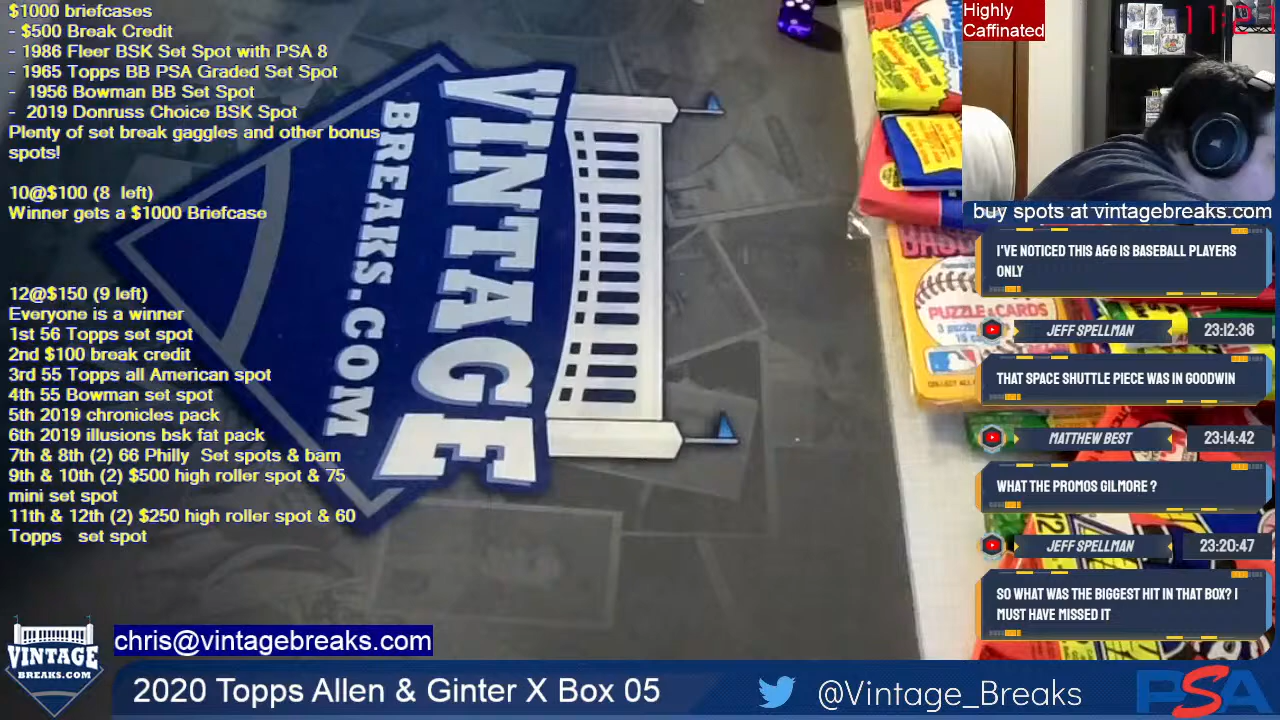 $1000 briefcases
- $500 Break Credit
- 1986 Fleer BSK Set Spot with PSA 8
- 1965 Topps BB PSA Graded Set Spot
- 1956 Bowman BB Set Spot
- 2019 Donruss Choice BSK Spot
Plenty of set break gaggles and other bonus
spots!
10@$100 (8 left)
Winner gets a $1000 Briefcase
12@$150 (9 left)
Everyone is a winner
1st 56 Topps set spot
2nd $100 break credit
3rd 55 Topps all American spot
4th 55 Bowman set spot
5th 2019 chronicles pack
6th 2019 illusions bsk fat pack
7th & 8th (2) 66 Philly Set spots & bam
9th & 10th (2) $500 high roller spot & 75
mini set spot
11th & 12th (2) $250 high roller spot & 60
Topps set spot
VINTAGE
BREAKS.COM
WIN
PUZZLE & CARDS
Highly
Caffinated
buy spots at vintagebreaks.com
I'VE NOTICED THIS A&G IS BASEBALL PLAYERS
ONLY
JEFF SPELLMAN 23:12:36
THAT SPACE SHUTTLE PIECE WAS IN GOODWIN
MATTHEW BEST 23:14:42
WHAT THE PROMOS GILMORE ?
JEFF SPELLMAN 23:20:47
SO WHAT WAS THE BIGGEST HIT IN THAT BOX? I
MUST HAVE MISSED IT
chris@vintagebreaks.com
VINTAGE
BREAKS.COM
2020 Topps Allen & Ginter X Box 05
@Vintage_Breaks
PSA